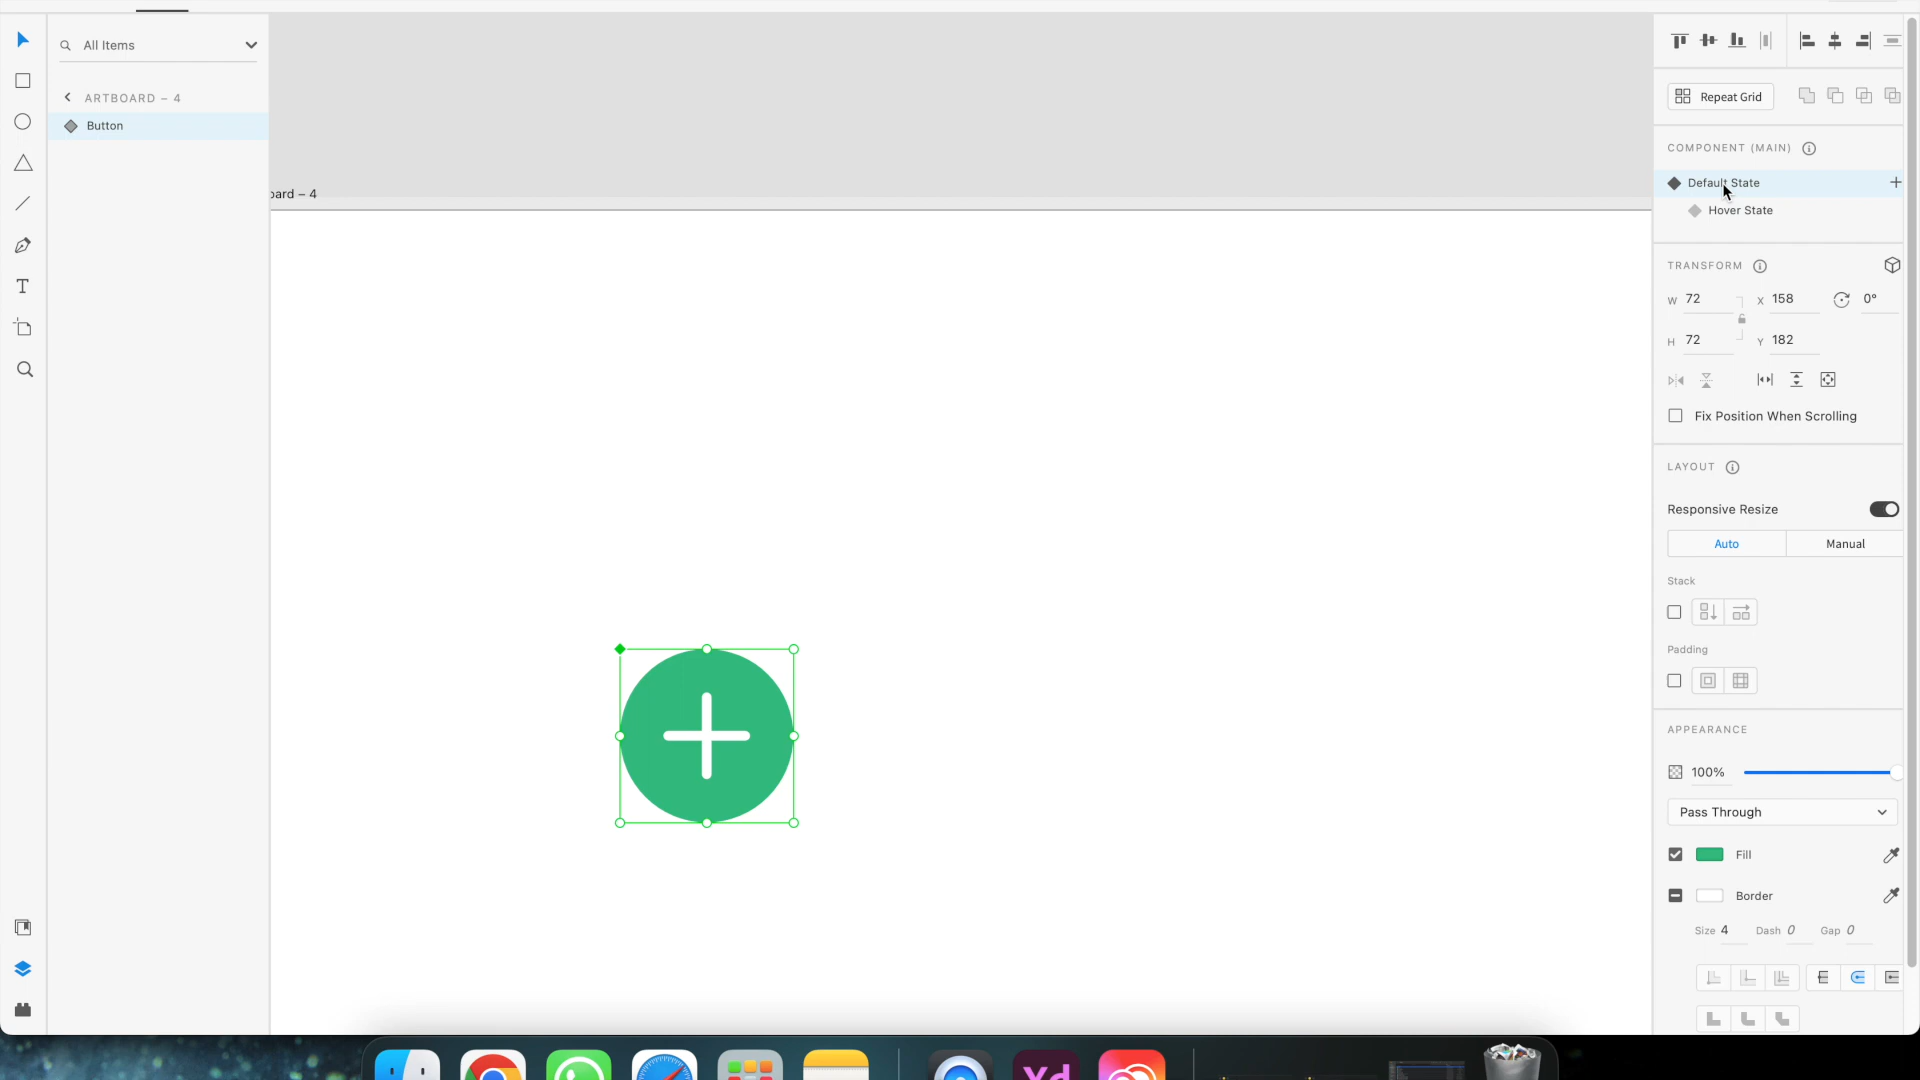 All Items
ARTBOARD – 4
Button
oard – 4
Repeat Grid
COMPONENT (MAIN)
Default State
Hover State
TRANSFORM
W 72 X 158 0°
H 72 Y 182
Fix Position When Scrolling
LAYOUT
Responsive Resize
Auto Manual
Stack
Padding
APPEARANCE
100%
Pass Through
Fill
Border
Size 4 Dash 0 Gap 0
Xd